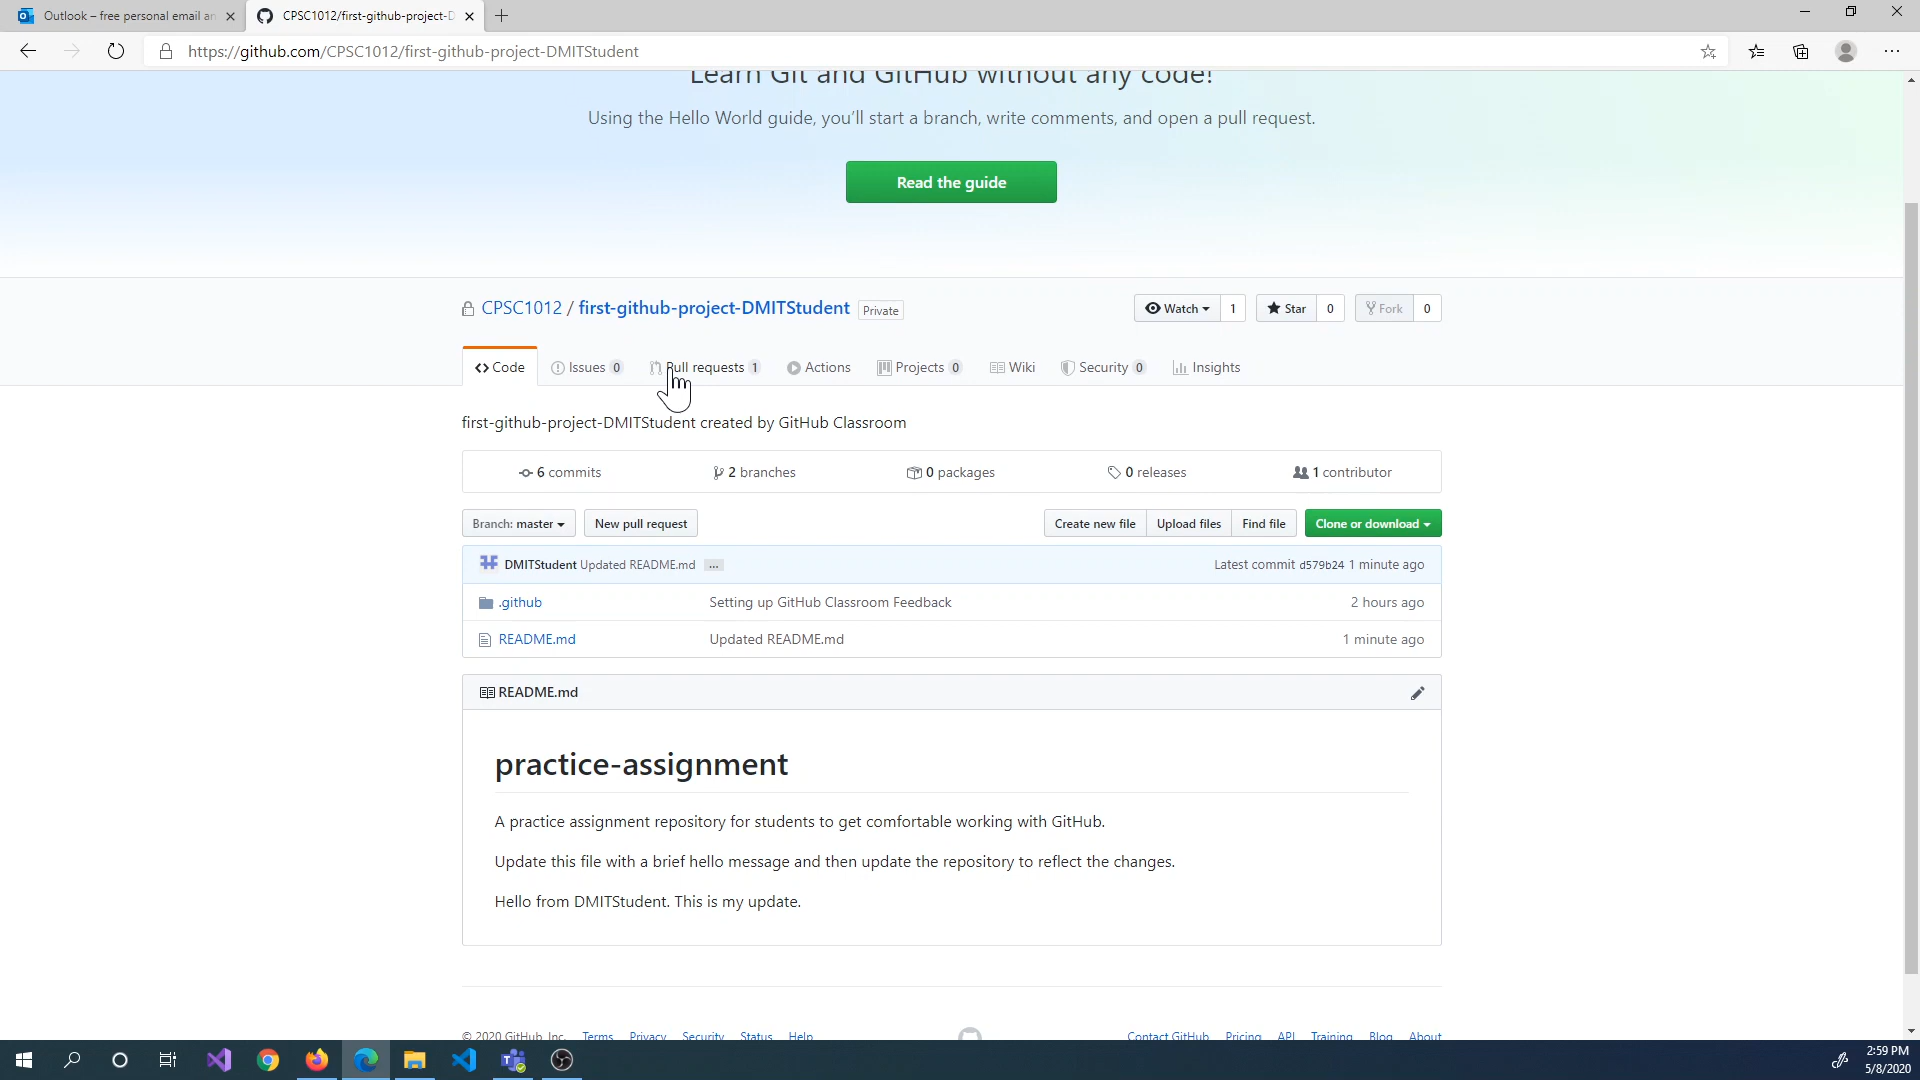 Outlook – free personal email an
CPSC1012/first-github-project-D
https://github.com/CPSC1012/first-github-project-DMITStudent
Learn Git and GitHub without any code!
Using the Hello World guide, you’ll start a branch, write comments, and open a pull request.
Read the guide
CPSC1012 / first-github-project-DMITStudent Private
Watch 1 Star 0 Fork 0
Code Issues 0 Pull requests 1 Actions Projects 0 Wiki Security 0 Insights
first-github-project-DMITStudent created by GitHub Classroom
6 commits 2 branches 0 packages 0 releases 1 contributor
Branch: master New pull request Create new file Upload files Find file Clone or download
DMITStudent Updated README.md ... Latest commit d579b24 1 minute ago
.github Setting up GitHub Classroom Feedback 2 hours ago
README.md Updated README.md 1 minute ago
README.md
practice-assignment
A practice assignment repository for students to get comfortable working with GitHub.
Update this file with a brief hello message and then update the repository to reflect the changes.
Hello from DMITStudent. This is my update.
© 2020 GitHub, Inc. Terms Privacy Security Status Help Contact GitHub Pricing API Training Blog About
2:59 PM
5/8/2020